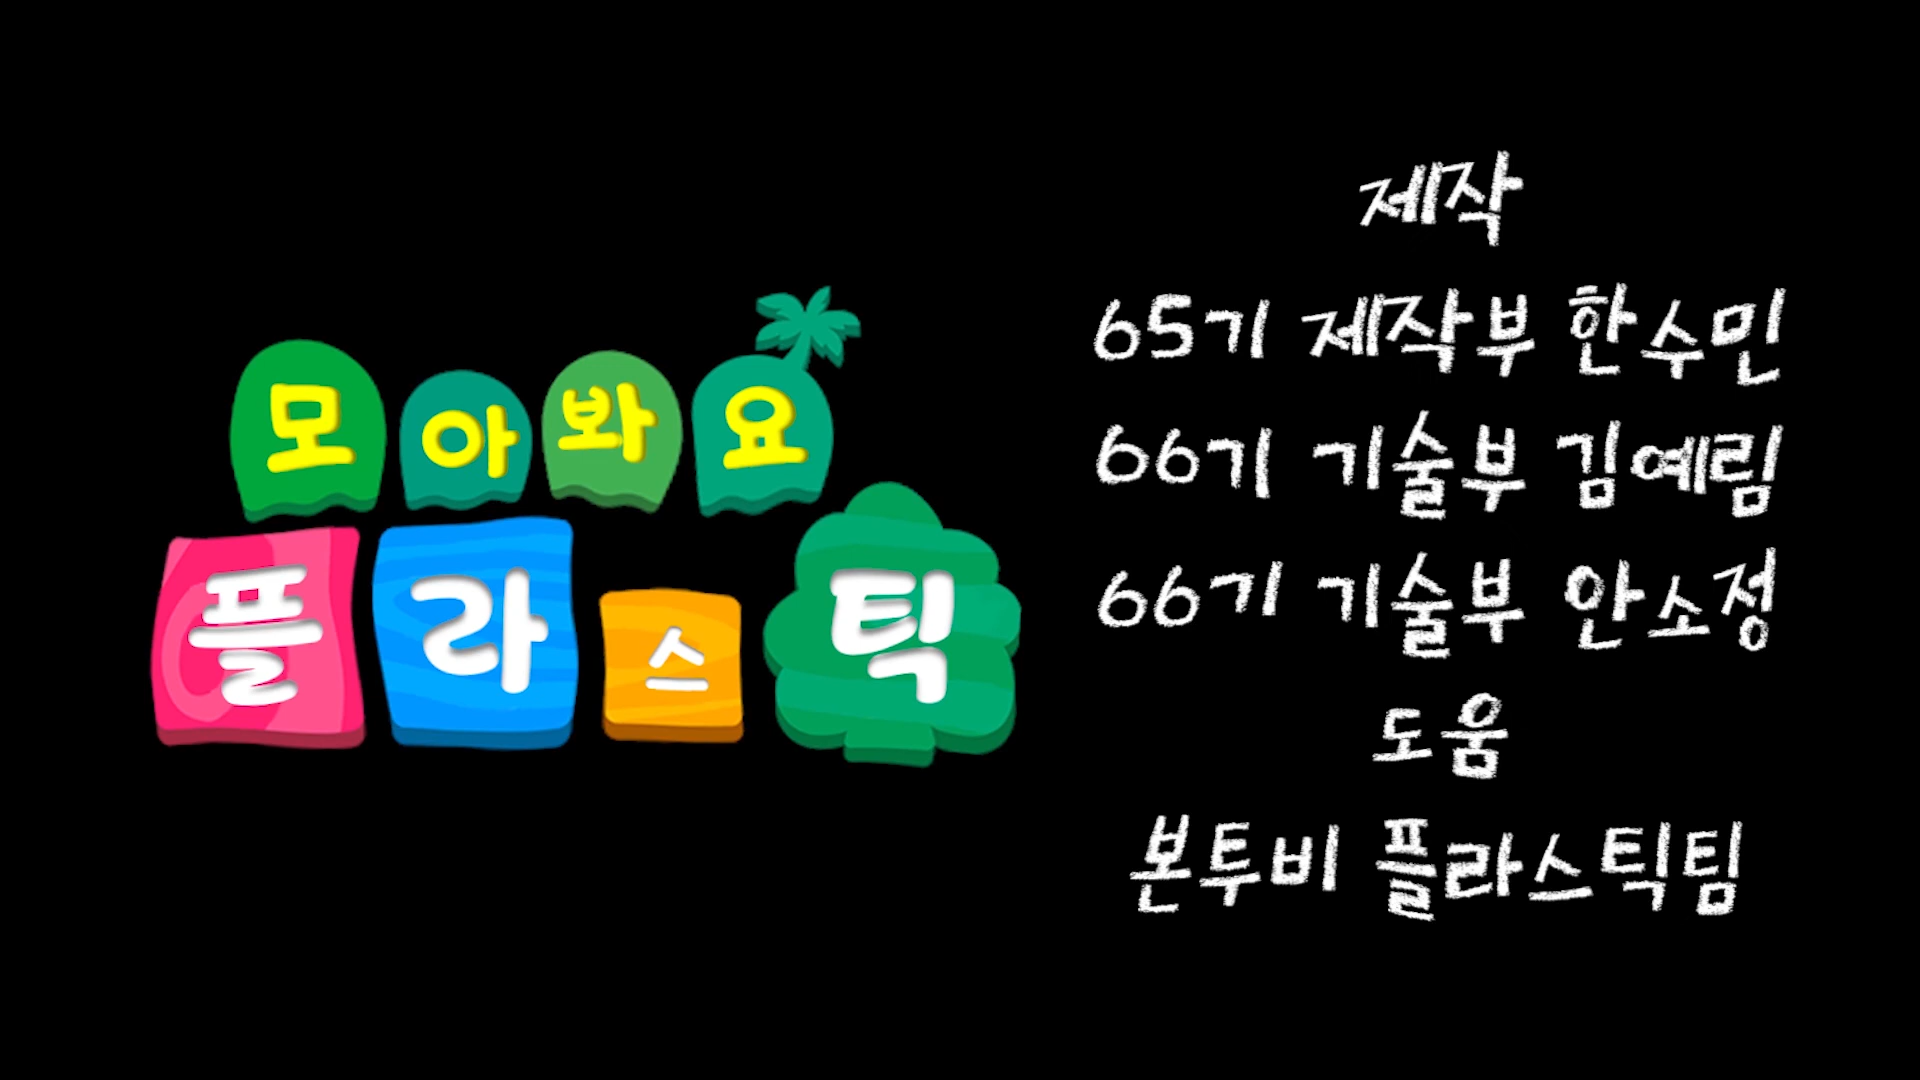 모아봐요
플라스틱
제작
65기 제작부 한수민
66기 기술부 김예림
66기 기술부 안소정
도움
본투비 플라스틱팀